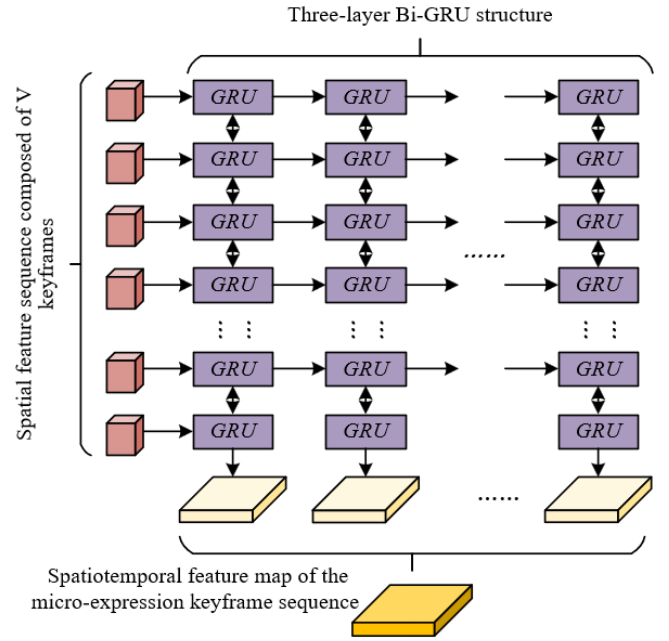 Three-layer Bi-GRU structure
Spatial feature sequence composed of V
keyframes
GRU GRU GRU
GRU GRU GRU
GRU GRU GRU
……
GRU GRU GRU
⋮ ⋮ ⋮ ⋮ ⋮ ⋮
GRU GRU GRU
GRU GRU GRU
……
Spatiotemporal feature map of the
micro-expression keyframe sequence